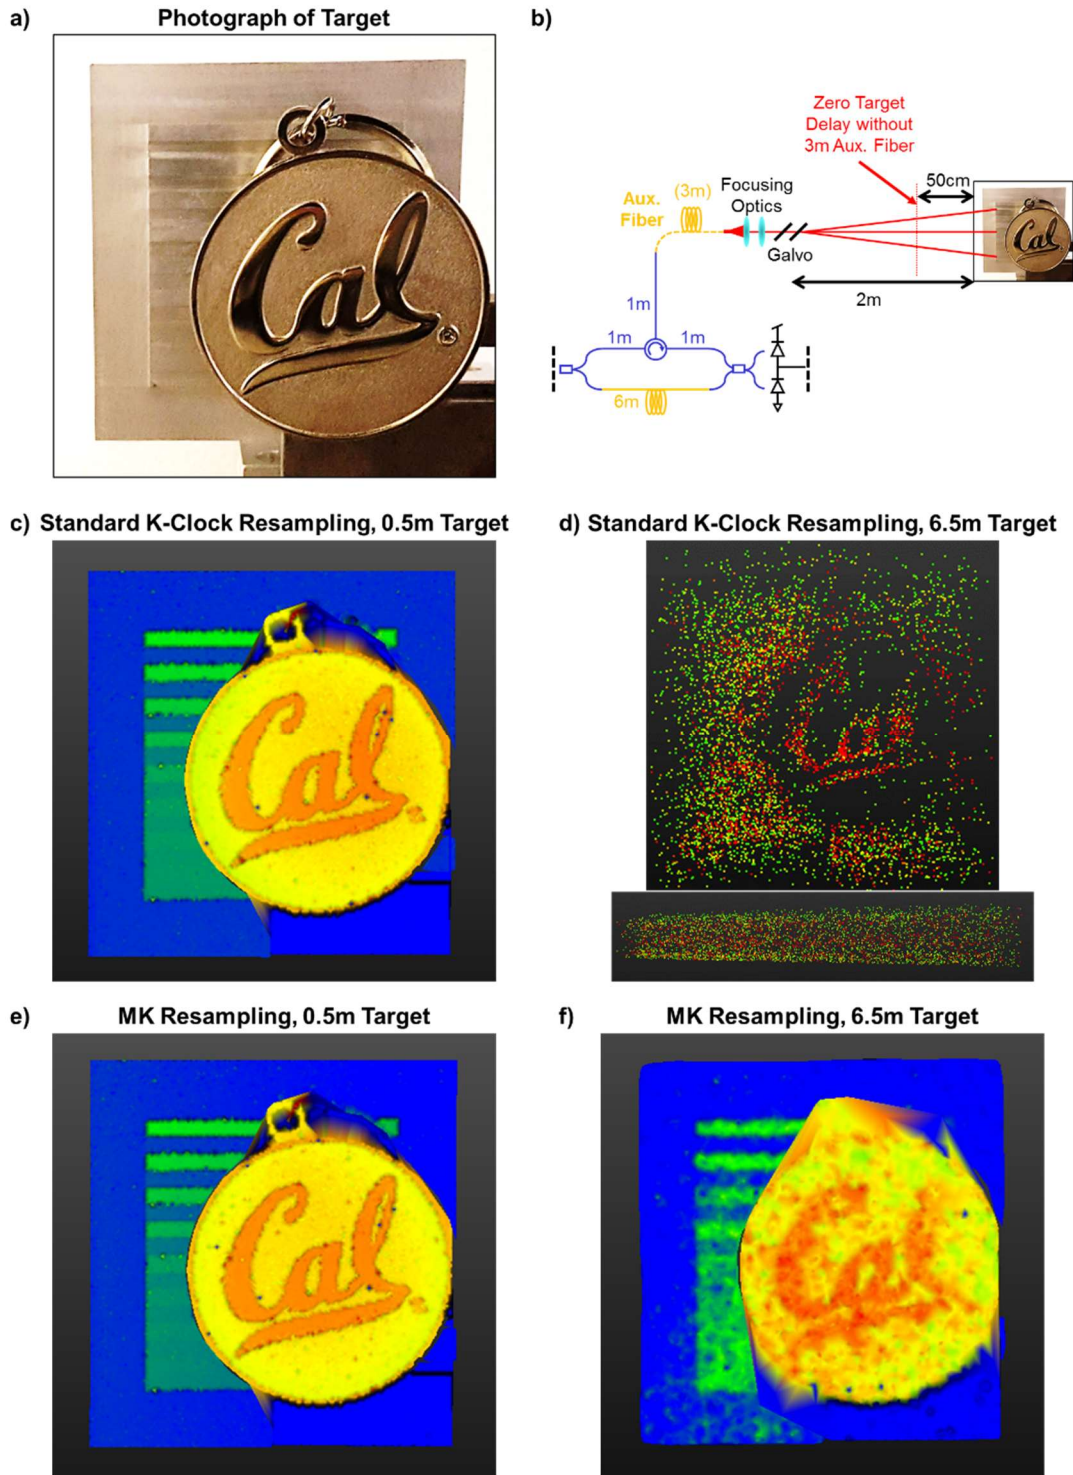 a)
Photograph of Target
Cal
®
b)
Zero Target
Delay without
3m Aux. Fiber
50cm
(3m)
Aux.
Fiber
Focusing
Optics
Galvo
Cal
2m
1m
1m
1m
6m
c) Standard K-Clock Resampling, 0.5m Target
Cal
d) Standard K-Clock Resampling, 6.5m Target
Cal
e) MK Resampling, 0.5m Target
Cal
f) MK Resampling, 6.5m Target
Cal